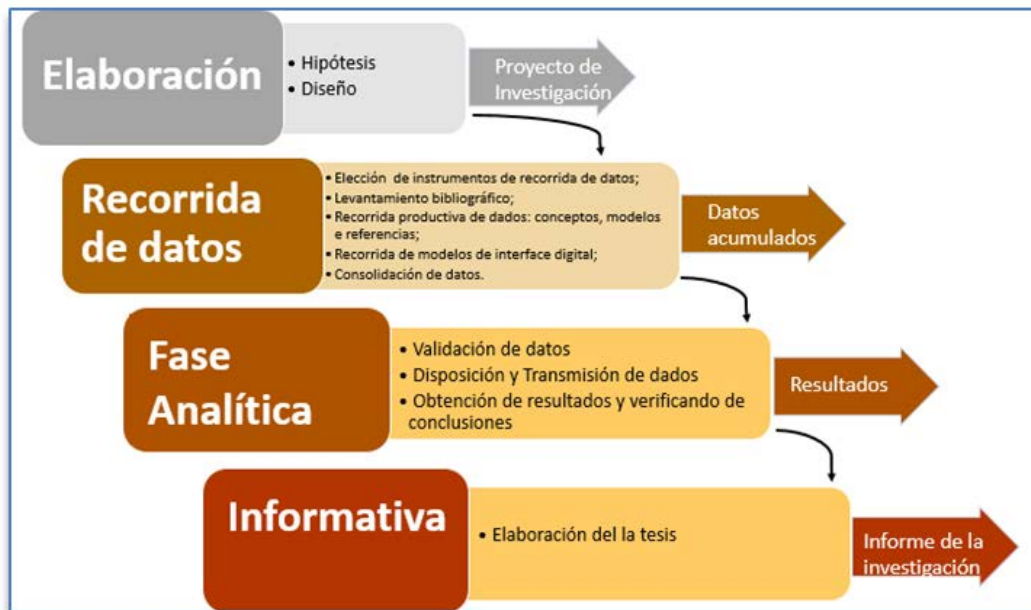 Elaboración
• Hipótesis
• Diseño
Proyecto de
Investigación
Recorrida
de datos
• Elección de instrumentos de recorrida de datos;
• Levantamiento bibliográfico;
• Recorrida productiva de dados: conceptos, modelos
e referencias;
• Recorrida de modelos de interface digital;
• Consolidación de datos.
Datos
acumulados
Fase
Analítica
• Validación de datos
• Disposición y Transmisión de dados
• Obtención de resultados y verificando de
conclusiones
Resultados
Informativa
• Elaboración del la tesis
Informe de la
investigación